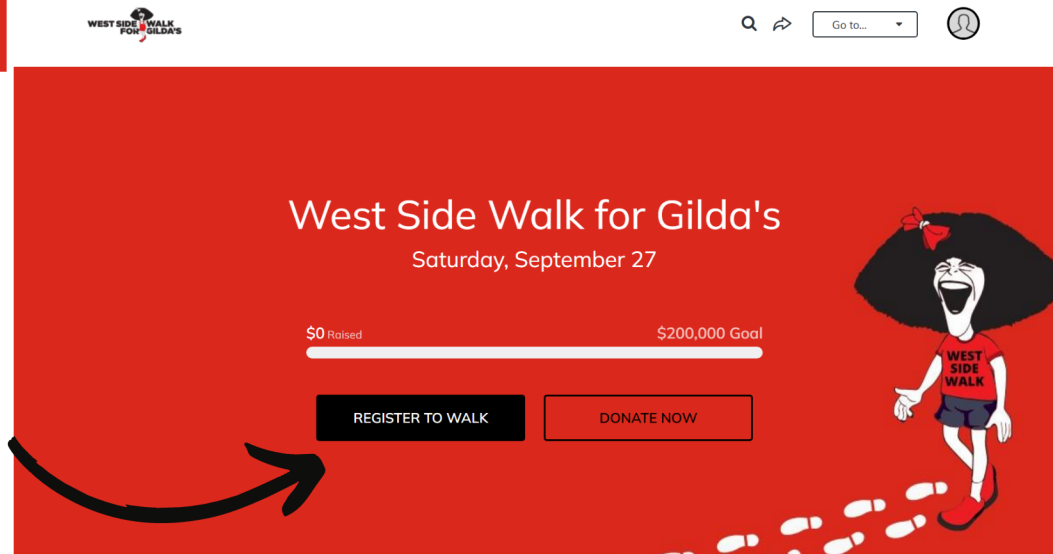 WEST SIDE WALK
FOR GILDA'S
Go to...
West Side Walk for Gilda's
Saturday, September 27
$0 Raised
$200,000 Goal
REGISTER TO WALK
DONATE NOW
WEST
SIDE
WALK